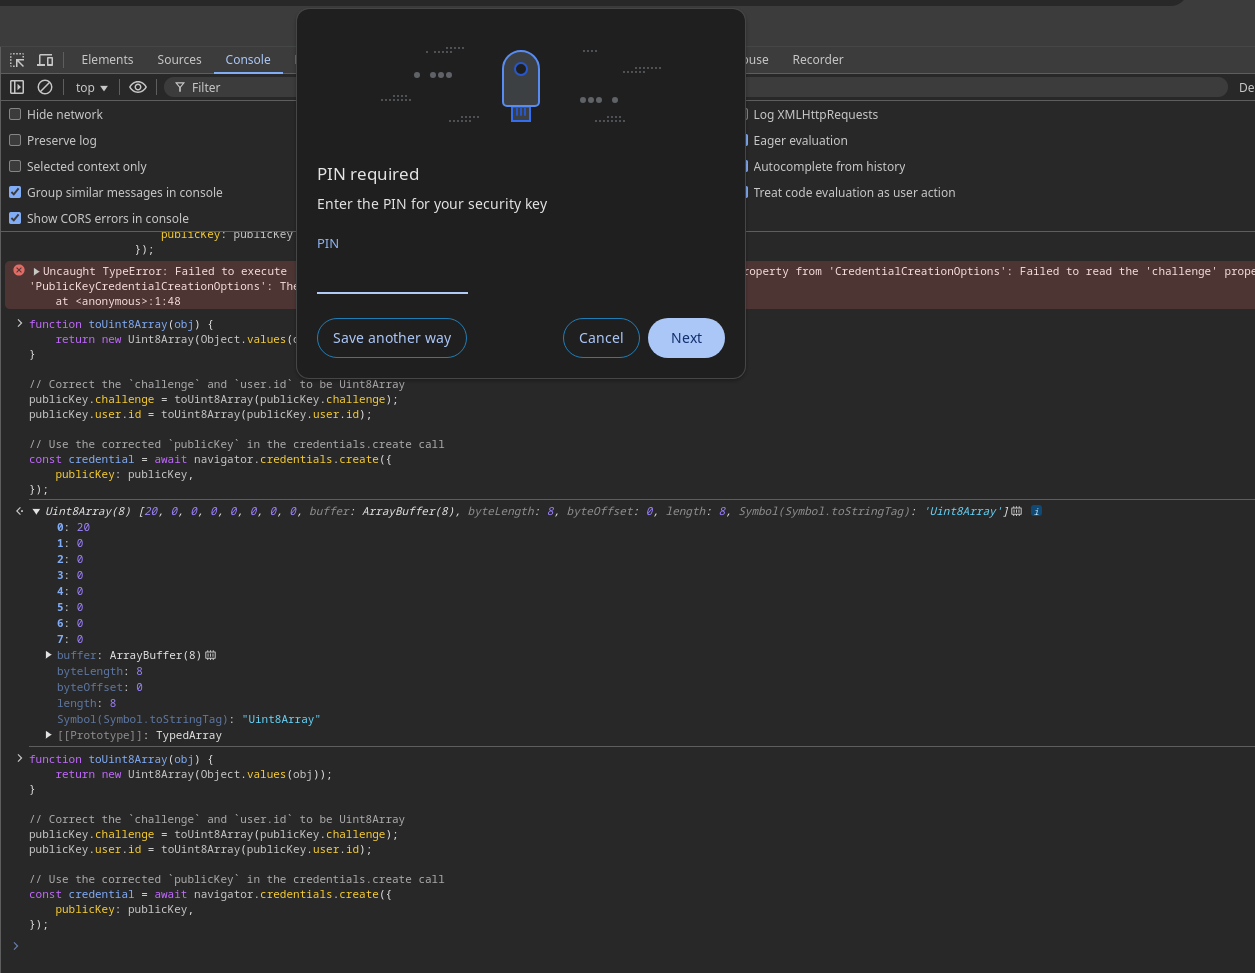 Elements Sources Console ouse Recorder
top Filter De
Hide network
Log XMLHttpRequests
Preserve log
Eager evaluation
Selected context only
Autocomplete from history
Group similar messages in console
Treat code evaluation as user action
Show CORS errors in console
PIN required
Enter the PIN for your security key
PIN
Save another way Cancel Next
publicKey: publicKey
});
Uncaught TypeError: Failed to execute roperty from 'CredentialCreationOptions': Failed to read the 'challenge' prope
'PublicKeyCredentialCreationOptions': The
at <anonymous>:1:48
function toUint8Array(obj) {
return new Uint8Array(Object.values(
}
// Correct the `challenge` and `user.id` to be Uint8Array
publicKey.challenge = toUint8Array(publicKey.challenge);
publicKey.user.id = toUint8Array(publicKey.user.id);
// Use the corrected `publicKey` in the credentials.create call
const credential = await navigator.credentials.create({
publicKey: publicKey,
});
Uint8Array(8) [20, 0, 0, 0, 0, 0, 0, 0, buffer: ArrayBuffer(8), byteLength: 8, byteOffset: 0, length: 8, Symbol(Symbol.toStringTag): 'Uint8Array'] i
0: 20
1: 0
2: 0
3: 0
4: 0
5: 0
6: 0
7: 0
buffer: ArrayBuffer(8)
byteLength: 8
byteOffset: 0
length: 8
Symbol(Symbol.toStringTag): "Uint8Array"
[[Prototype]]: TypedArray
function toUint8Array(obj) {
return new Uint8Array(Object.values(obj));
}
// Correct the `challenge` and `user.id` to be Uint8Array
publicKey.challenge = toUint8Array(publicKey.challenge);
publicKey.user.id = toUint8Array(publicKey.user.id);
// Use the corrected `publicKey` in the credentials.create call
const credential = await navigator.credentials.create({
publicKey: publicKey,
});